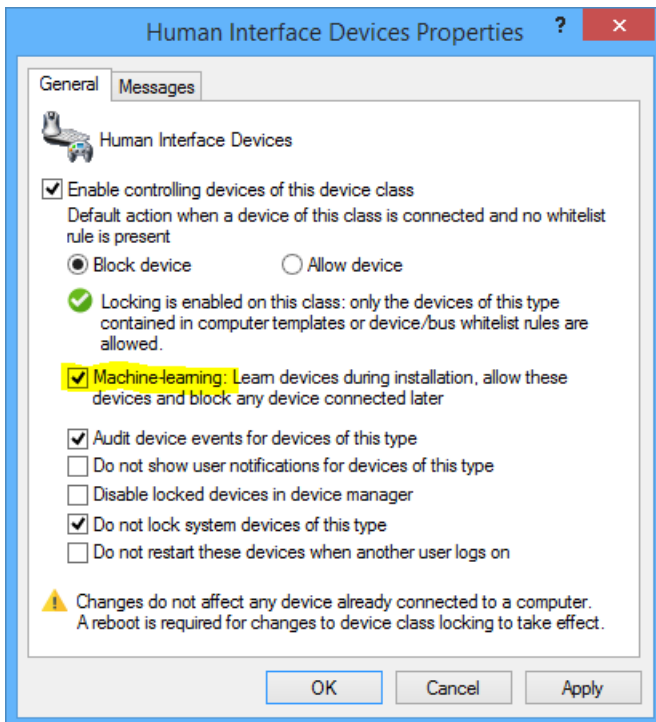 Human Interface Devices Properties ? ×
General Messages
Human Interface Devices
Enable controlling devices of this device class
Default action when a device of this class is connected and no whitelist
rule is present
Block device Allow device
Locking is enabled on this class: only the devices of this type
contained in computer templates or device/bus whitelist rules are
allowed.
Machine-learning: Learn devices during installation, allow these
devices and block any device connected later
Audit device events for devices of this type
Do not show user notifications for devices of this type
Disable locked devices in device manager
Do not lock system devices of this type
Do not restart these devices when another user logs on
Changes do not affect any device already connected to a computer.
A reboot is required for changes to device class locking to take effect.
OK Cancel Apply